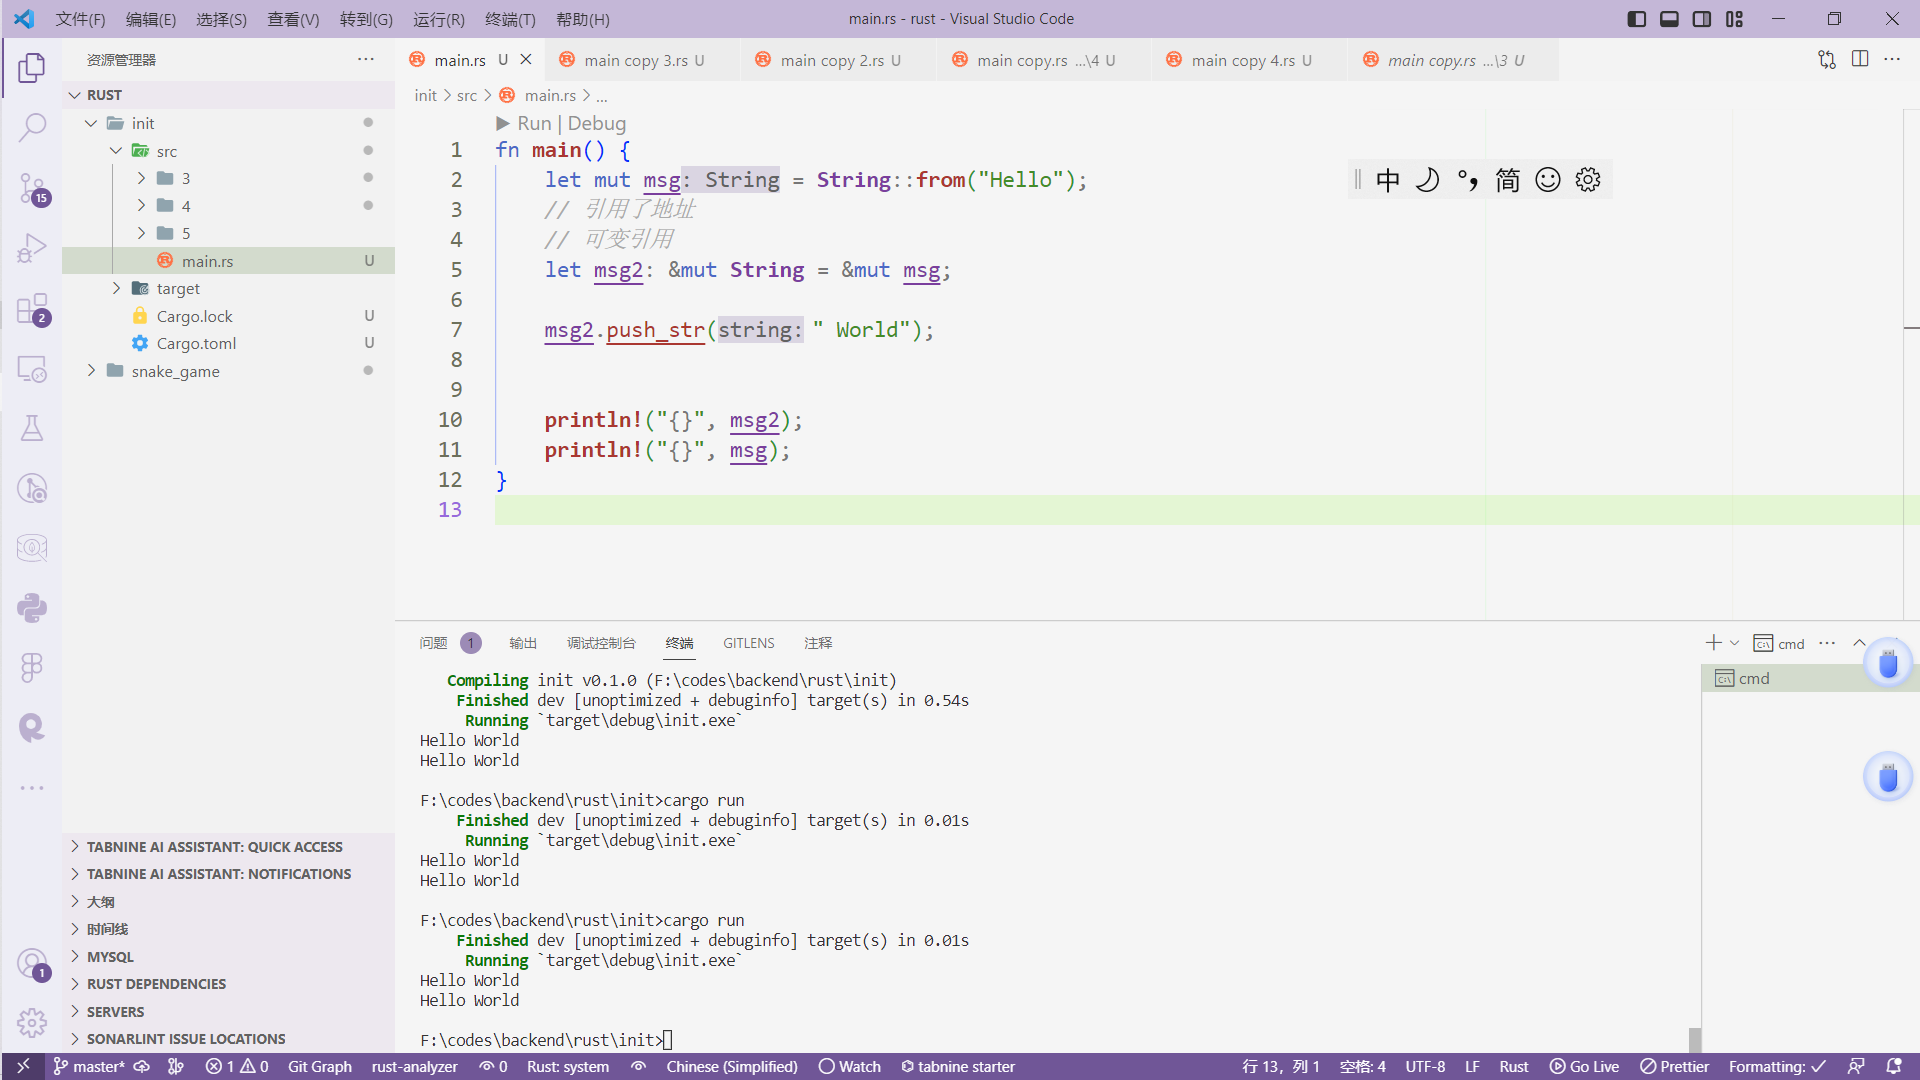 文件(F) 编辑(E) 选择(S) 查看(V) 转到(G) 运行(R) 终端(T) 帮助(H) main.rs - rust - Visual Studio Code
资源管理器
RUST
init
src
3
4
5
main.rs U
target
Cargo.lock U
Cargo.toml U
snake_game
TABNINE AI ASSISTANT: QUICK ACCESS
TABNINE AI ASSISTANT: NOTIFICATIONS
大纲
时间线
MYSQL
RUST DEPENDENCIES
SERVERS
SONARLINT ISSUE LOCATIONS
15
2
1
main.rs U main copy 3.rs U main copy 2.rs U main copy.rs ...\4 U main copy 4.rs U main copy.rs ...\3 U
init > src > main.rs > ...
Run | Debug
1 fn main() {
2 let mut msg: String = String::from("Hello");
3 // 引用了地址
4 // 可变引用
5 let msg2: &mut String = &mut msg;
6
7 msg2.push_str(string: " World");
8
9
10 println!("{}", msg2);
11 println!("{}", msg);
12 }
13
中 °, 简
问题 1 输出 调试控制台 终端 GITLENS 注释
cmd
cmd
Compiling init v0.1.0 (F:\codes\backend\rust\init)
Finished dev [unoptimized + debuginfo] target(s) in 0.54s
Running `target\debug\init.exe`
Hello World
Hello World
F:\codes\backend\rust\init>cargo run
Finished dev [unoptimized + debuginfo] target(s) in 0.01s
Running `target\debug\init.exe`
Hello World
Hello World
F:\codes\backend\rust\init>cargo run
Finished dev [unoptimized + debuginfo] target(s) in 0.01s
Running `target\debug\init.exe`
Hello World
Hello World
F:\codes\backend\rust\init>
master* 1 0 Git Graph rust-analyzer 0 Rust: system Chinese (Simplified) Watch tabnine starter 行 13，列 1 空格: 4 UTF-8 LF Rust Go Live Prettier Formatting: